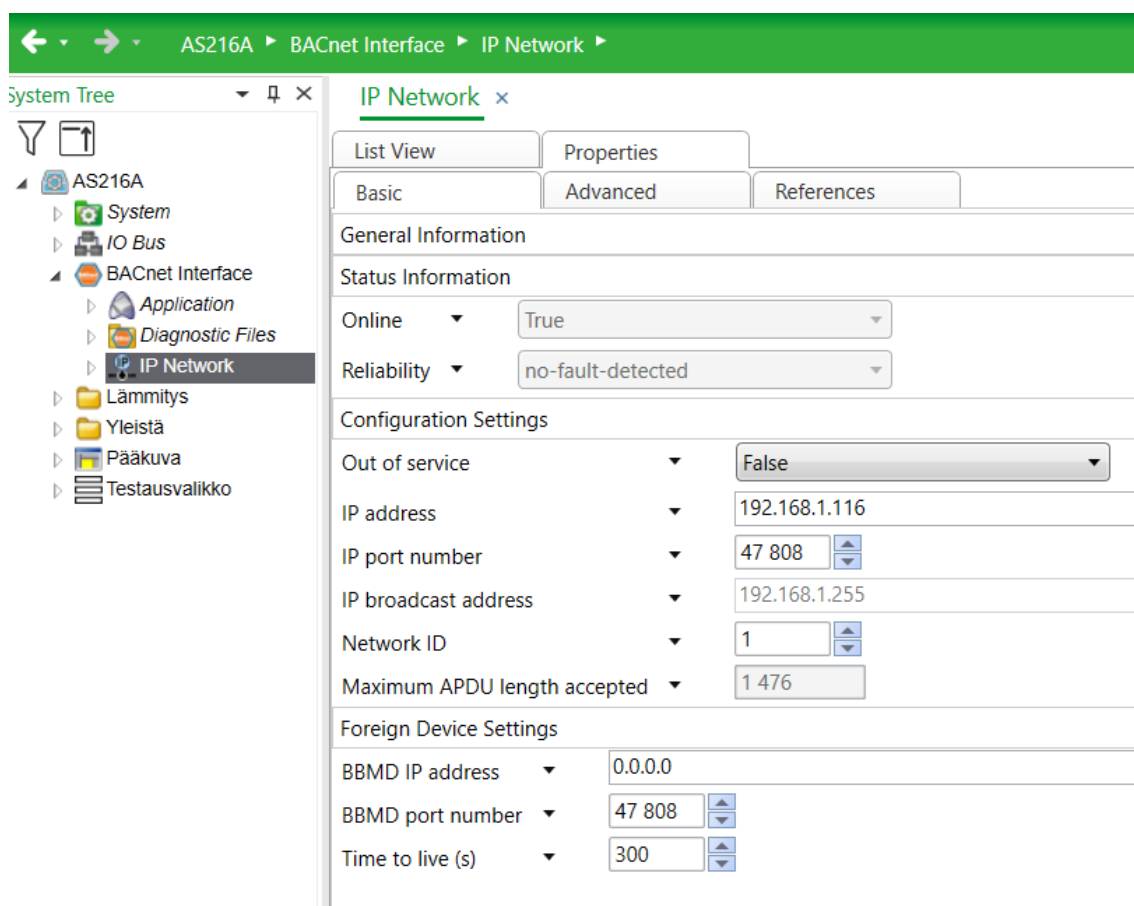 AS216A BACnet Interface IP Network
System Tree
IP Network
List View
Properties
Basic
Advanced
References
AS216A
System
IO Bus
BACnet Interface
Application
Diagnostic Files
IP Network
Lämmitys
Yleistä
Pääkuva
Testausvalikko
General Information
Status Information
Online True
Reliability no-fault-detected
Configuration Settings
Out of service False
IP address 192.168.1.116
IP port number 47 808
IP broadcast address 192.168.1.255
Network ID 1
Maximum APDU length accepted 1 476
Foreign Device Settings
BBMD IP address 0.0.0.0
BBMD port number 47 808
Time to live (s) 300